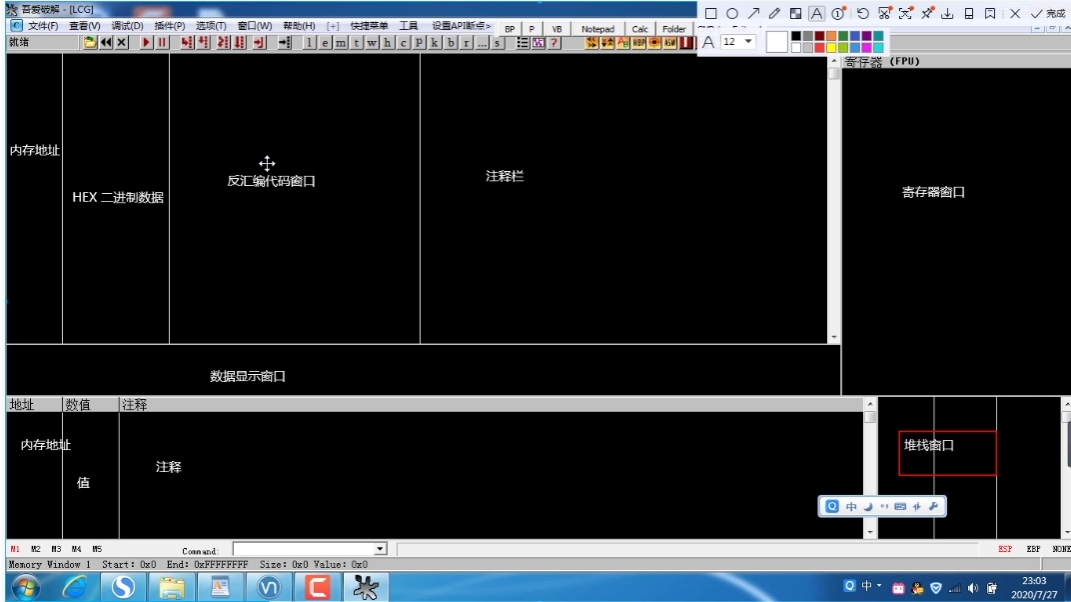 吾爱破解 - [LCG]
文件(F) 查看(V) 调试(D) 插件(P) 选项(T) 窗口(W) 帮助(H) [+] 快捷菜单 工具 设置API断点> BP P VB Notepad Calc Folder
完成
就绪
l e m t w h c P k b r ... s
A 12
寄存器 (FPU)
内存地址
反汇编代码窗口
注释栏
HEX 二进制数据
寄存器窗口
数据显示窗口
地址 数值 注释
内存地址
堆栈窗口
注释
值
中
M1 M2 M3 M4 M5 Command:
ESP EBP NONE
Memory Window 1 Start: 0x0 End: 0xFFFFFFFF Size: 0x0 Value: 0x0
中
23:03
2020/7/27